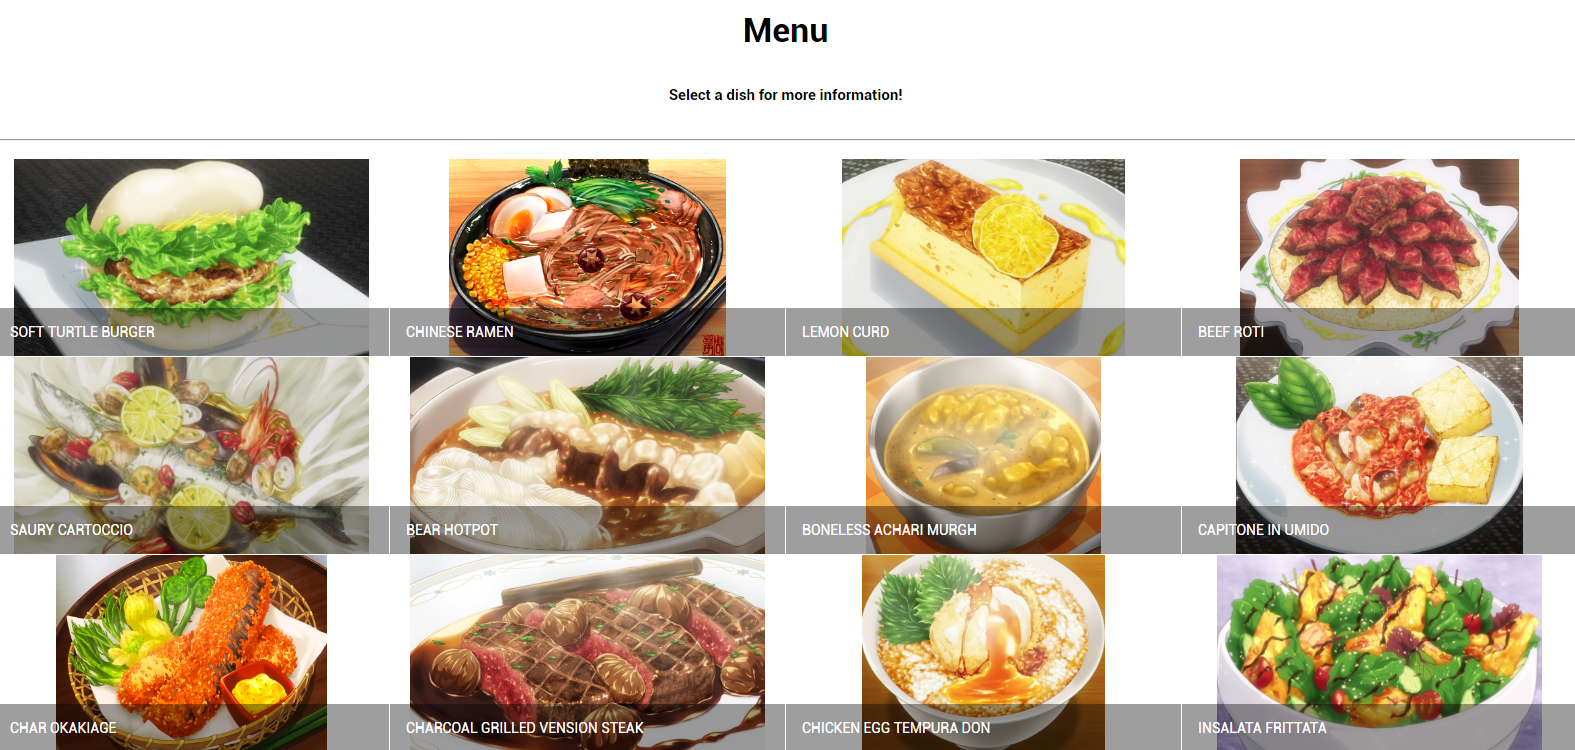 Menu
Select a dish for more information!
SOFT TURTLE BURGER
CHINESE RAMEN
LEMON CURD
BEEF ROTI
SAURY CARTOCCIO
BEAR HOTPOT
BONELESS ACHARI MURGH
CAPITONE IN UMIDO
CHAR OKAKIAGE
CHARCOAL GRILLED VENSION STEAK
CHICKEN EGG TEMPURA DON
INSALATA FRITTATA